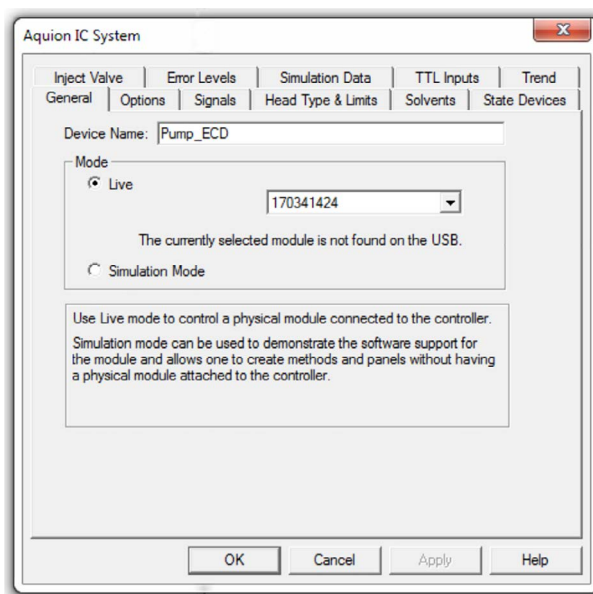 Aquion IC System
Inject Valve Error Levels Simulation Data TTL Inputs Trend
General Options Signals Head Type & Limits Solvents State Devices
Device Name: Pump_ECD
Mode
Live
170341424
The currently selected module is not found on the USB.
Simulation Mode
Use Live mode to control a physical module connected to the controller.
Simulation mode can be used to demonstrate the software support for
the module and allows one to create methods and panels without having
a physical module attached to the controller.
OK Cancel Apply Help